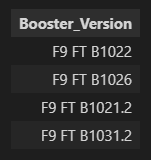 Booster_Version
F9 FT B1022
F9 FT B1026
F9 FT B1021.2
F9 FT B1031.2